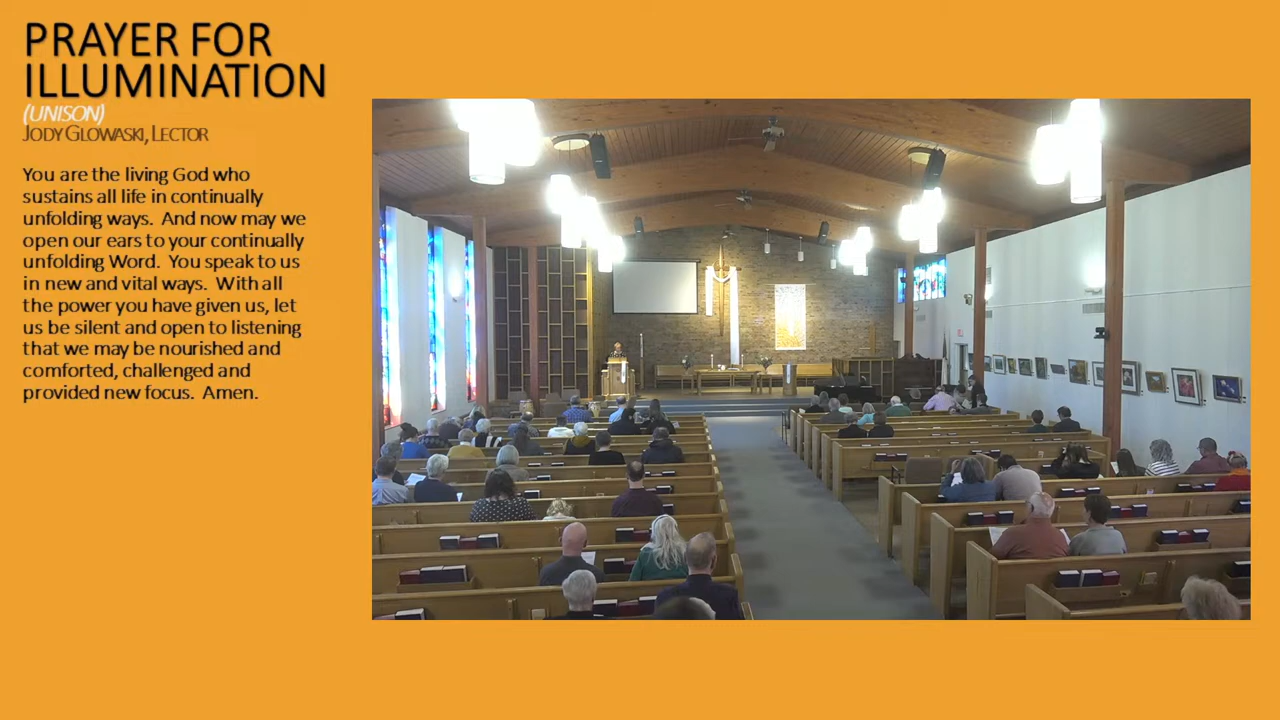 PRAYER FOR
ILLUMINATION
(UNISON)
JODY GLOWASKI, LECTOR
You are the living God who
sustains all life in continually
unfolding ways.  And now may we
open our ears to your continually
unfolding Word.  You speak to us
in new and vital ways.  With all
the power you have given us, let
us be silent and open to listening
that we may be nourished and
comforted, challenged and
provided new focus.  Amen.